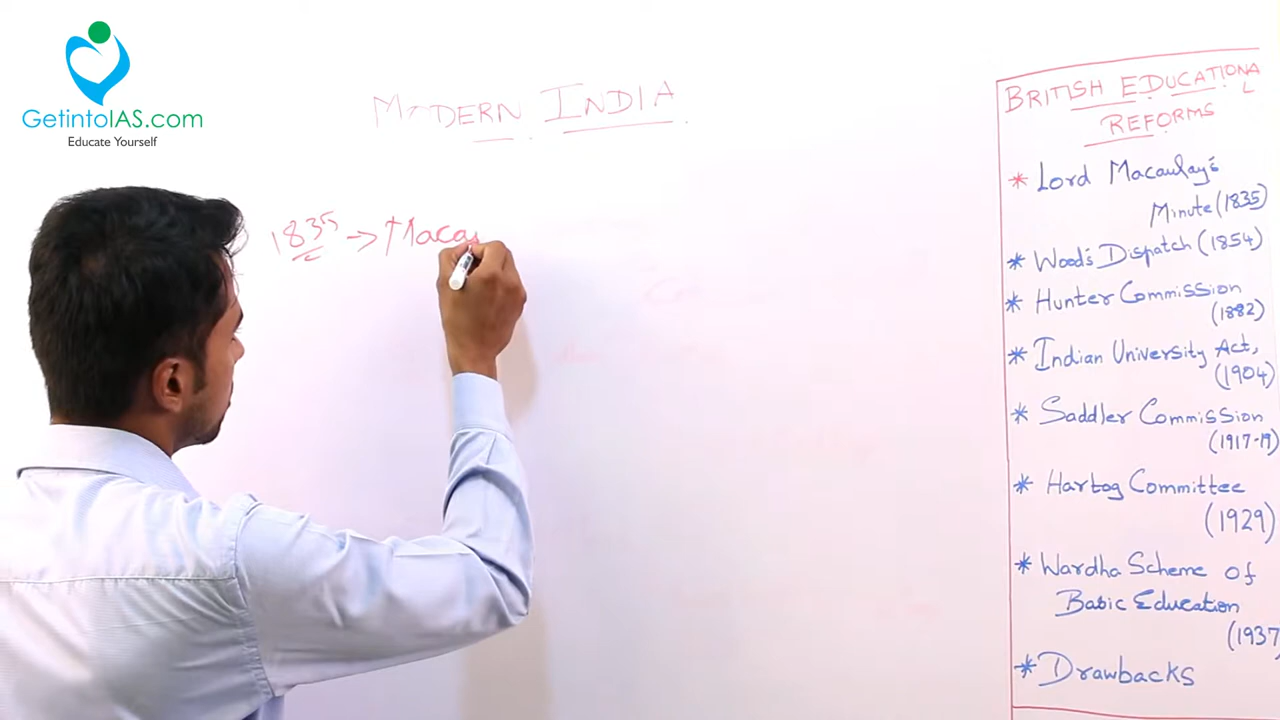 GetintoIAS.com
Educate Yourself
MODERN INDIA
1835 → Macau
BRITISH EDUCATIONAL
REFORMS
* Lord Macaulay's
Minute (1835)
* Wood's Dispatch (1854)
* Hunter Commission
(1882)
* Indian University Act,
(1904)
* Saddler Commission
(1917-19)
* Hartog Committee
(1929)
* Wardha Scheme of
Basic Education
(1937)
* Drawbacks